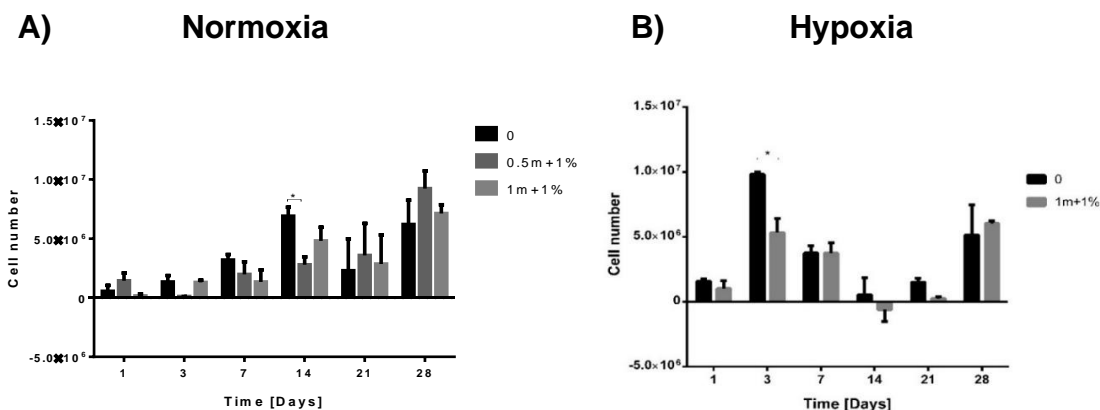 A) Normoxia
1.5×10⁷
1.0×10⁷
5.0×10⁶
0
-5.0×10⁶
Cell number
1 3 7 14 21 28
Time [Days]
*
0
0.5m+1%
1m+1%
B) Hypoxia
1.5×10⁷
1.0×10⁷
5.0×10⁶
0
-5.0×10⁶
Cell number
1 3 7 14 21 28
Time [Days]
*
0
1m+1%